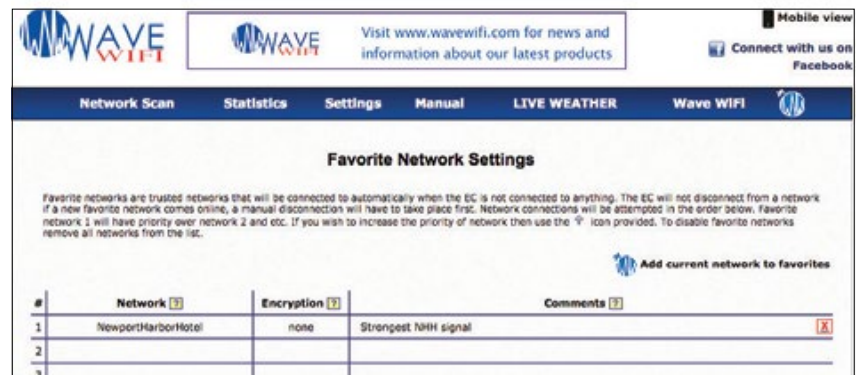 WAVE
WIFI
WAVE
WIFI
Visit www.wavewifi.com for news and
information about our latest products
Mobile view
Connect with us on
Facebook
Network Scan Statistics Settings Manual LIVE WEATHER Wave WiFi
Favorite Network Settings
Favorite networks are trusted networks that will be connected to automatically when the EC is not connected to anything. The EC will not disconnect from a network
if a new favorite network comes online, a manual disconnection will have to take place first. Network connections will be attempted in the order below. Favorite
network 1 will have priority over network 2 and etc. If you wish to increase the priority of network then use the icon provided. To disable favorite networks
remove all networks from the list.
Add current network to favorites
# Network ? Encryption ? Comments ?
1 NewportHarborHotel none Strongest NHH signal X
2
3